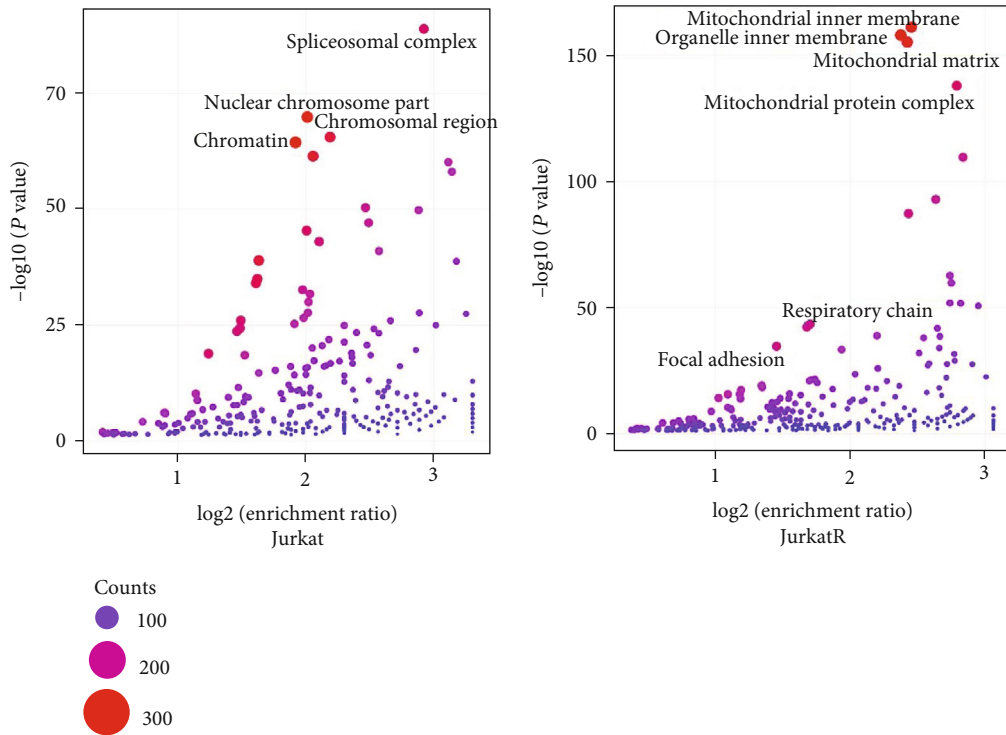 Spliceosomal complex
Nuclear chromosome part
Chromosomal region
Chromatin
70
50
25
0
−log10 (P value)
1
2
3
log2 (enrichment ratio)
Jurkat
Mitochondrial inner membrane
Organelle inner membrane
Mitochondrial matrix
Mitochondrial protein complex
Respiratory chain
Focal adhesion
150
100
50
0
−log10 (P value)
1
2
3
log2 (enrichment ratio)
JurkatR
Counts
100
200
300